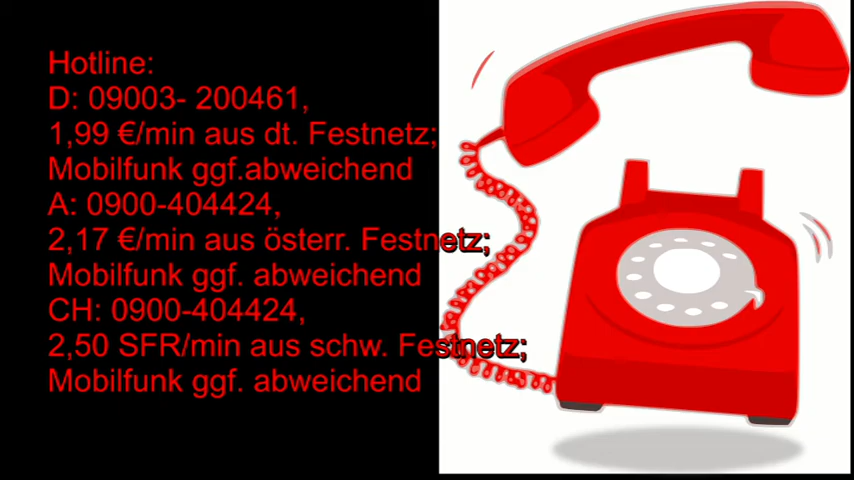 Hotline:
D: 09003- 200461,
1,99 €/min aus dt. Festnetz;
Mobilfunk ggf.abweichend
A: 0900-404424,
2,17 €/min aus österr. Festnetz;
Mobilfunk ggf. abweichend
CH: 0900-404424,
2,50 SFR/min aus schw. Festnetz;
Mobilfunk ggf. abweichend